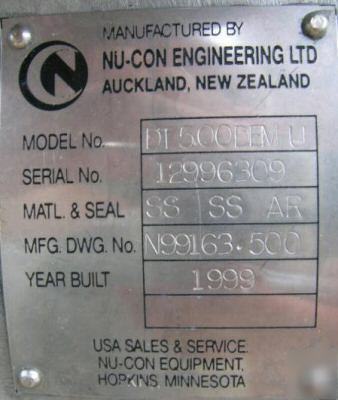 MANUFACTURED BY
NU-CON ENGINEERING LTD
AUCKLAND, NEW ZEALAND
MODEL No.
SERIAL No. 12996309
MATL. & SEAL SS SS AR
MFG. DWG. No. N99163.500
YEAR BUILT 1999
USA SALES & SERVICE.
NU-CON EQUIPMENT,
HOPKINS, MINNESOTA